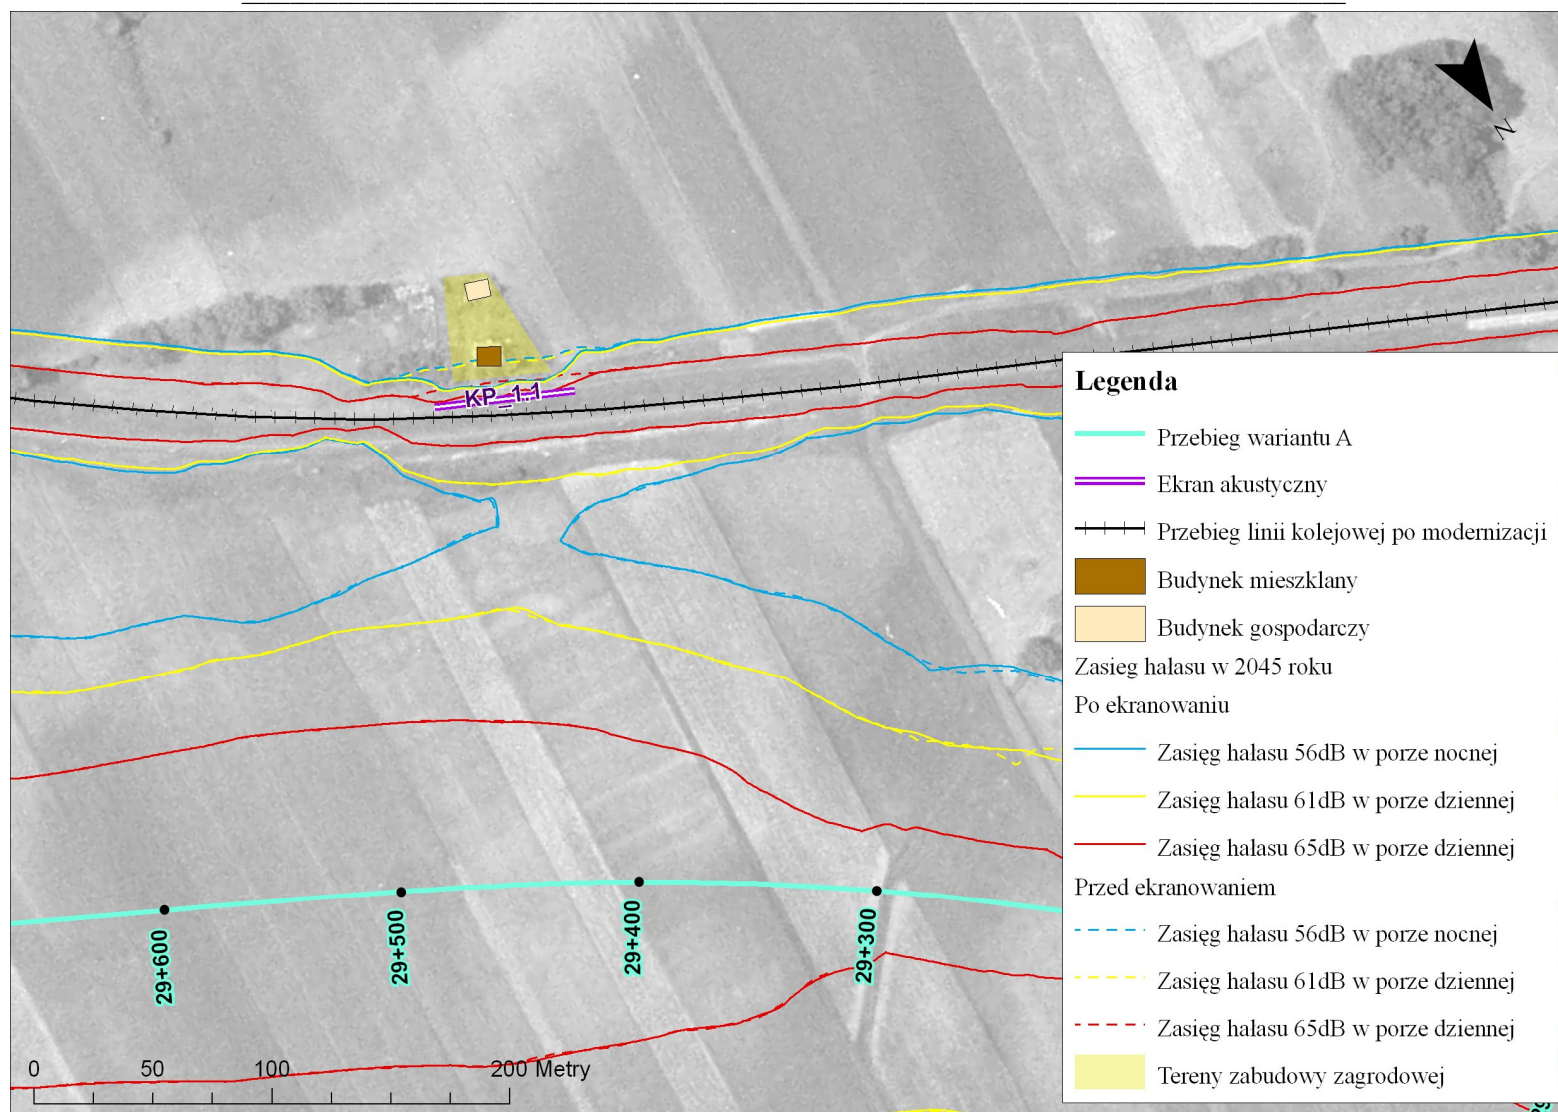 N
KP_1.1
Legenda
Przebieg wariantu A
Ekran akustyczny
Przebieg linii kolejowej po modernizacji
Budynek mieszklany
Budynek gospodarczy
Zasieg hałasu w 2045 roku
Po ekranowaniu
Zasięg hałasu 56dB w porze nocnej
Zasięg hałasu 61dB w porze dziennej
Zasięg hałasu 65dB w porze dziennej
Przed ekranowaniem
Zasięg hałasu 56dB w porze nocnej
Zasięg hałasu 61dB w porze dziennej
Zasięg hałasu 65dB w porze dziennej
Tereny zabudowy zagrodowej
29+600
29+500
29+400
29+300
0 50 100 200 Metry